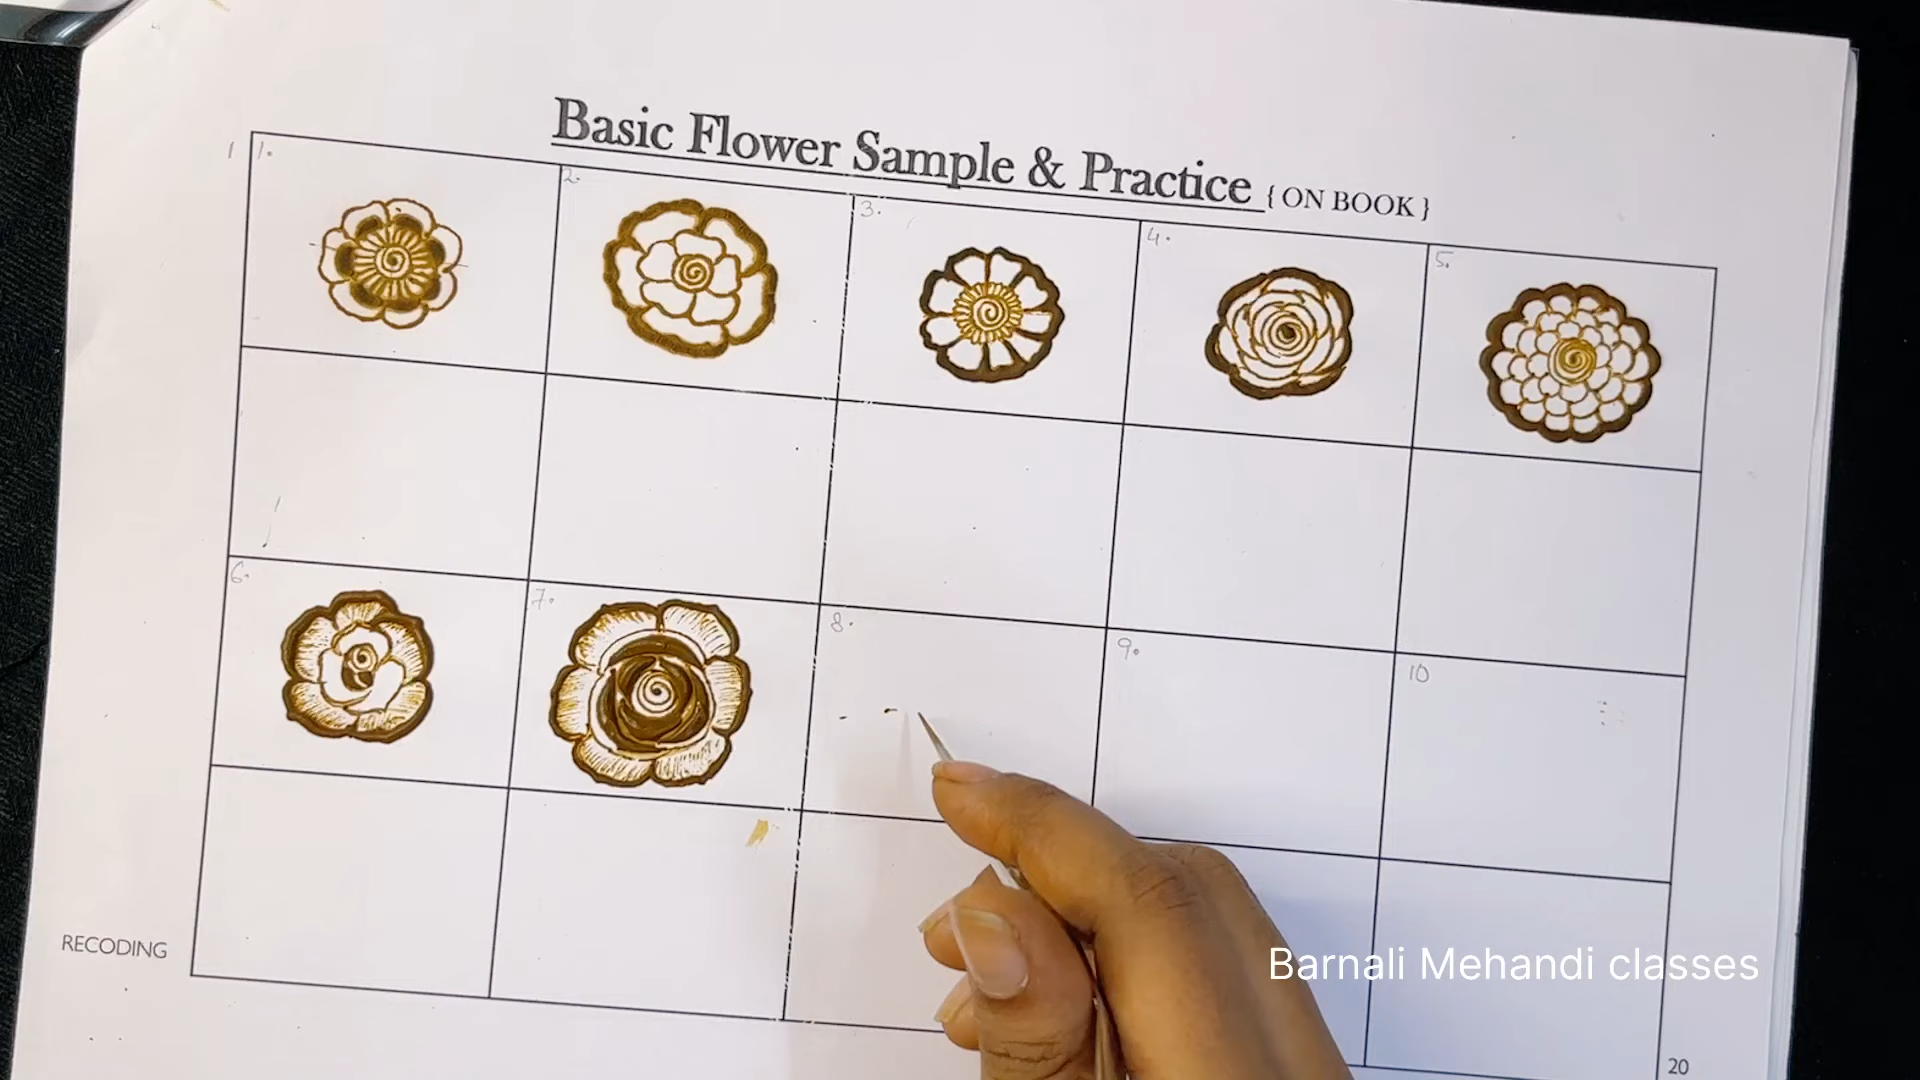 Basic Flower Sample & Practice { ON BOOK }
1 1. 2. 3. 4. 5.
6. 7. 8. 9. 10
RECODING
Barnali Mehandi classes
20